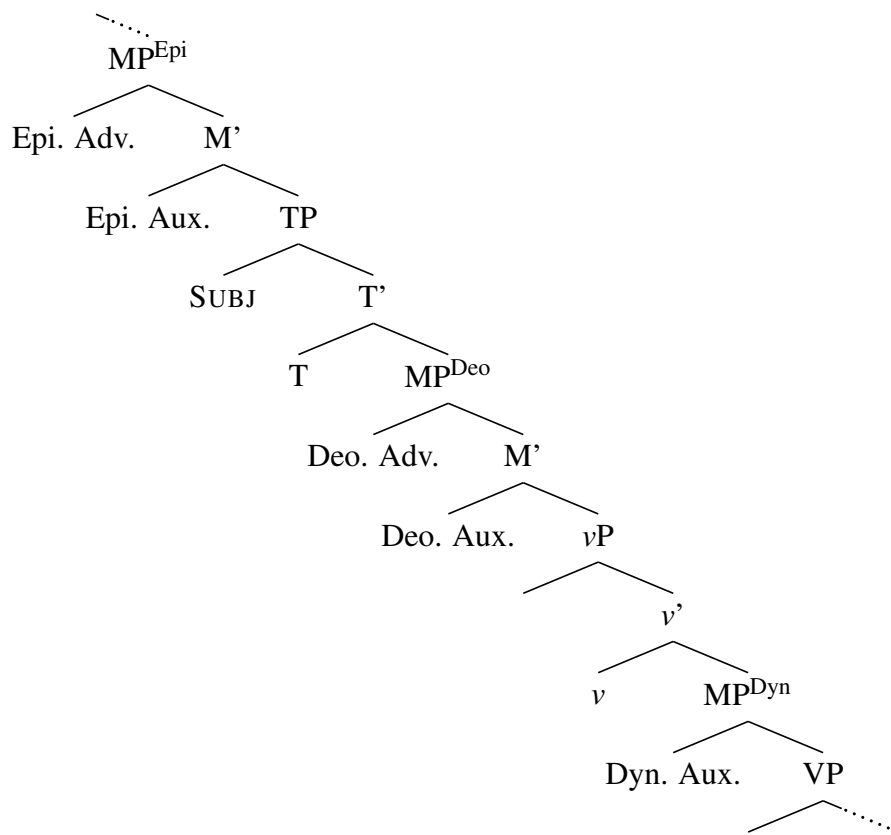 MP^Epi
Epi. Adv. M’
Epi. Aux. TP
SUBJ T’
T MP^Deo
Deo. Adv. M’
Deo. Aux. vP
v’
v MP^Dyn
Dyn. Aux. VP